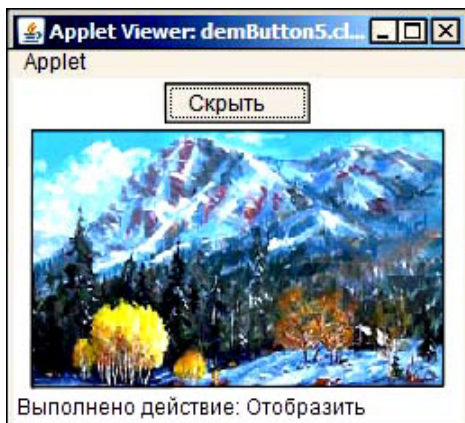 Applet Viewer: demButton5.cl...
Applet
Скрыть
Выполнено действие: Отобразить